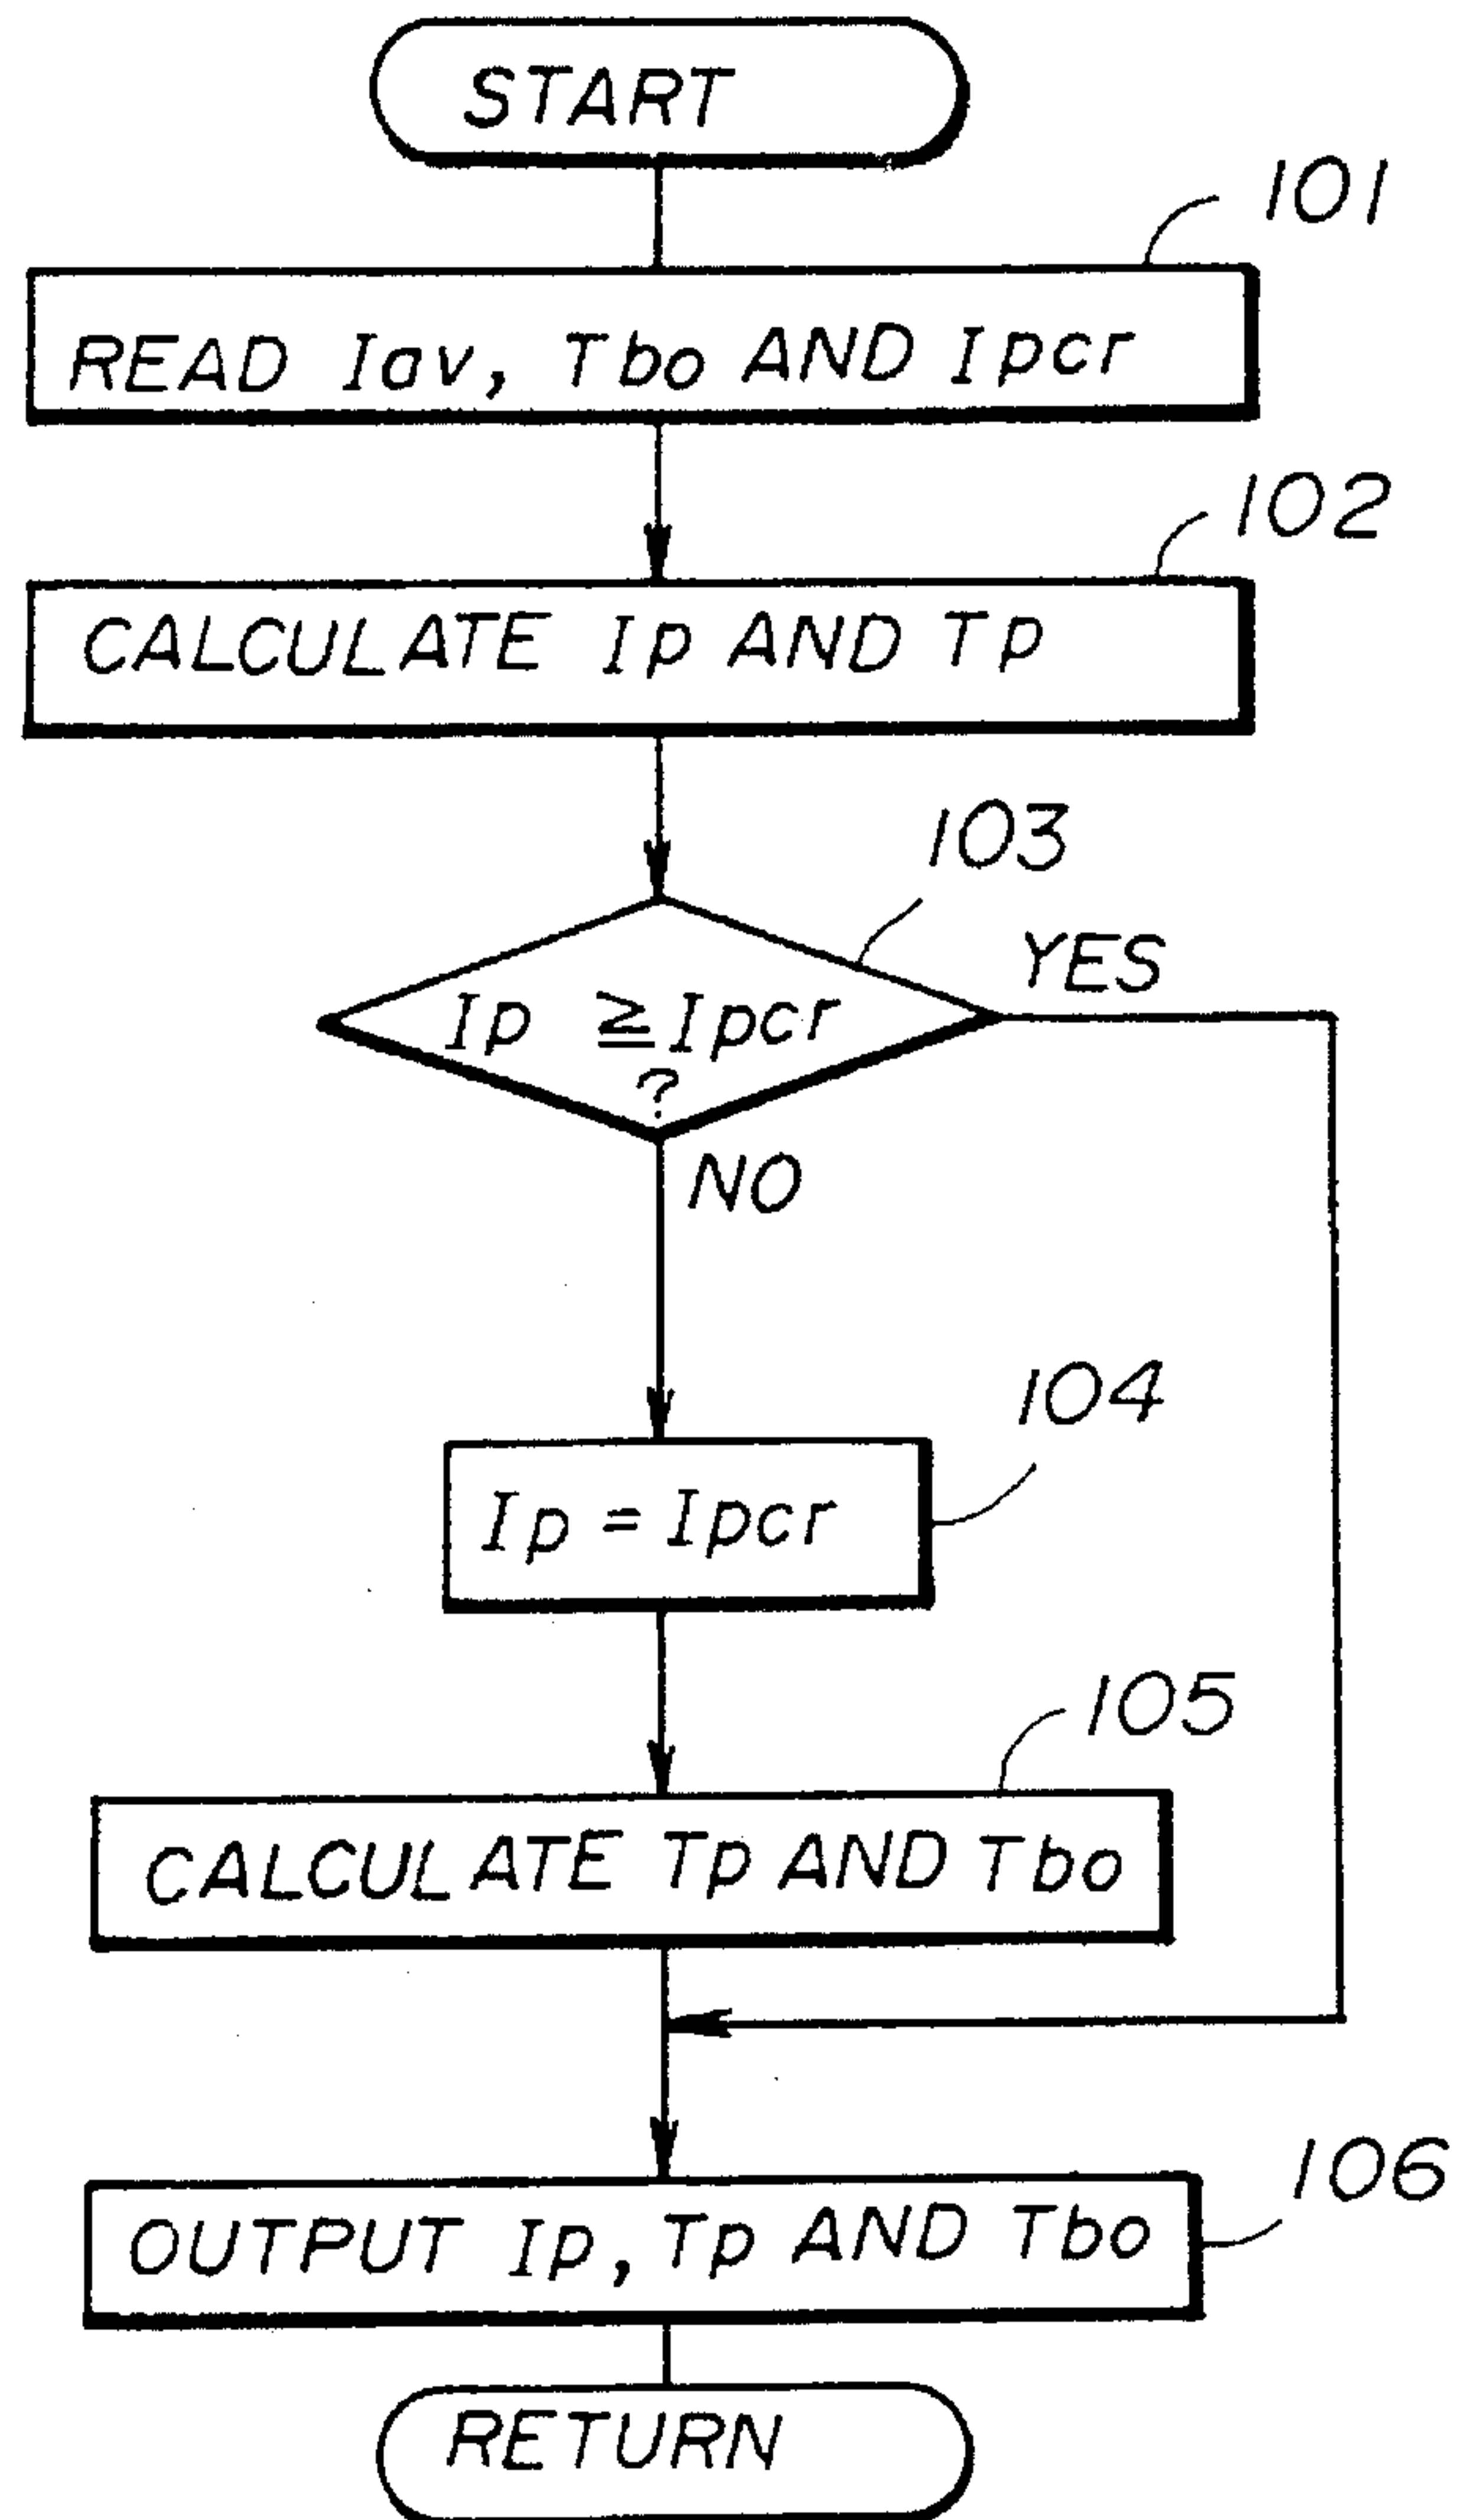 START
101
READ Iav, Tbo AND Ipcr
102
CALCULATE Ip AND Tp
103
YES
Ip ≧ Ipcr
?
NO
104
Ip = Ipcr
105
CALCULATE Tp AND Tbo
106
OUTPUT Ip, Tp AND Tbo
RETURN